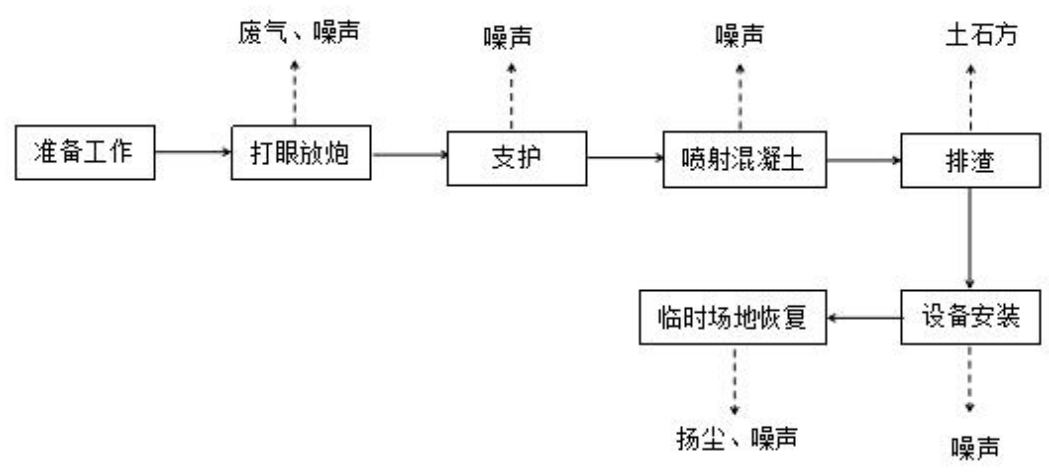 废气、噪声
噪声
噪声
土石方
准备工作
打眼放炮
支护
喷射混凝土
排渣
临时场地恢复
设备安装
扬尘、噪声
噪声